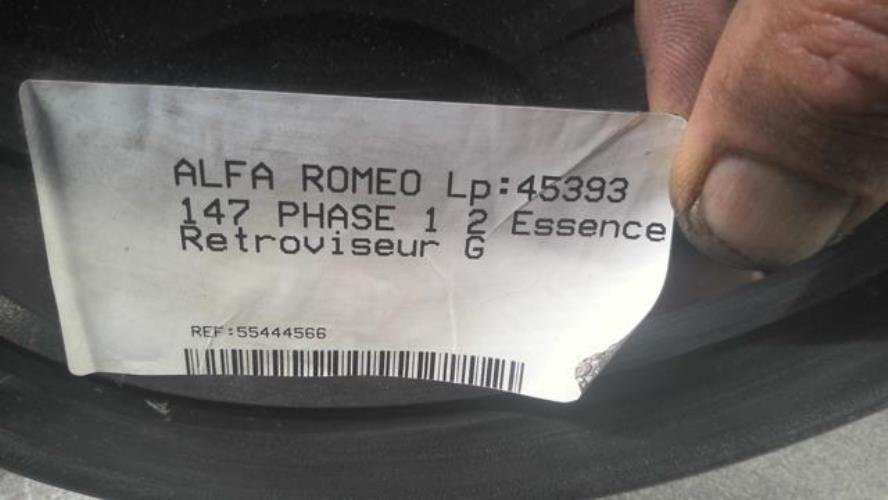 ALFA ROMEO Lp:45393
147 PHASE 1 2 Essence
Retroviseur G
REF:55444566